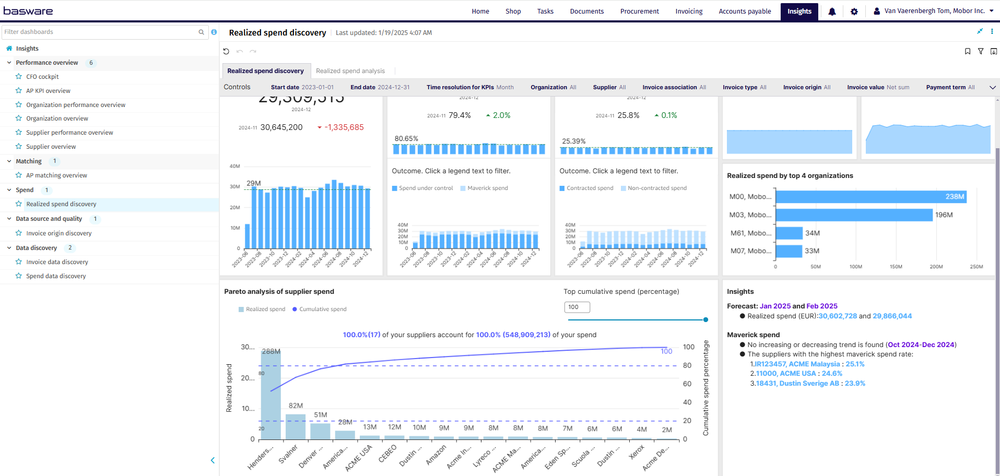 basware
Home Shop Tasks Documents Procurement Invoicing Accounts payable Insights Van Vaerenbergh Tom, Mobor Inc.
Filter dashboards
Insights
Performance overview 6
CFO cockpit
AP KPI overview
Organization performance overview
Organization overview
Supplier performance overview
Supplier overview
Matching 1
AP matching overview
Spend 1
Realized spend discovery
Data source and quality 1
Invoice origin discovery
Data discovery 2
Invoice data discovery
Spend data discovery
Realized spend discovery Last updated: 1/19/2025 4:07 AM
Realized spend discovery Realized spend analysis
Controls Start date 2023-01-01 End date 2024-12-31 Time resolution for KPIs Month Organization All Supplier All Invoice association All Invoice type All Invoice origin All Invoice value Net sum Payment term All
29,309,515
2024-12
2024-11 30,645,200 -1,335,685
40M
30M
20M
10M
0
29M
2023-06 2023-08 2023-10 2023-12 2024-02 2024-04 2024-06 2024-08 2024-10 2024-12
2024-12
2024-11 79.4% 2.0%
80.65%
Outcome. Click a legend text to filter.
Spend under control Maverick spend
40M
30M
20M
10M
0
2023-06 2023-08 2023-10 2023-12 2024-02 2024-04 2024-06 2024-08 2024-10 2024-12
2024-12
2024-11 25.8% 0.1%
25.39%
Outcome. Click a legend text to filter.
Contracted spend Non-contracted spend
40M
30M
20M
10M
0
2023-06 2023-08 2023-10 2023-12 2024-02 2024-04 2024-06 2024-08 2024-10 2024-12
Realized spend by top 4 organizations
M00, Mobo... 238M
M03, Mobo... 196M
M61, Mobo... 34M
M07, Mobo... 33M
0 50M 100M 150M 200M 250M
Pareto analysis of supplier spend
Top cumulative spend (percentage)
100
Realized spend Cumulative spend
100.0%(17) of your suppliers account for 100.0% (548,909,213) of your spend
Realized spend
30...
20...
10...
0
80
20
288M 82M 51M 28M 13M 12M 10M 9M 9M 8M 8M 8M 7M 6M 6M 4M 2M
100
100
80
60
40
20
0
Cumulative spend percentage
Henders... Svalner Denver ... America... ACME USA CEBEO Dustin ... Amazon Acme In... Lyreco ... ACME Ma... America... Eden Sp... Scuola ... Dustin ... Xerox Acme De...
Insights
Forecast: Jan 2025 and Feb 2025
● Realized spend (EUR):30,602,728 and 29,866,044
Maverick spend
● No increasing or decreasing trend is found (Oct 2024-Dec 2024)
● The suppliers with the highest maverick spend rate:
1.IR123457, ACME Malaysia : 25.1%
2.11000, ACME USA : 24.6%
3.18431, Dustin Sverige AB : 23.9%